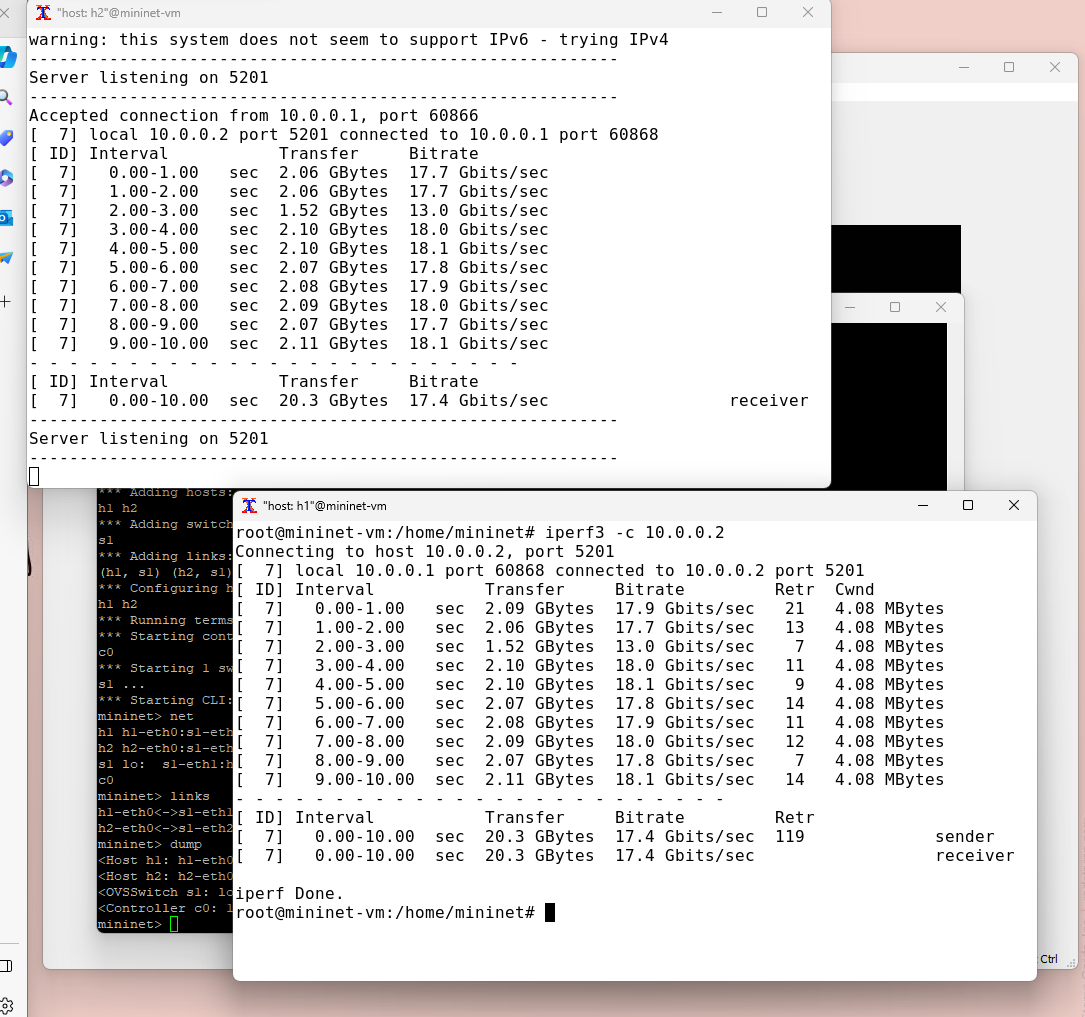 "host: h2"@mininet-vm
warning: this system does not seem to support IPv6 - trying IPv4
-----------------------------------------------------------
Server listening on 5201
-----------------------------------------------------------
Accepted connection from 10.0.0.1, port 60866
[  7] local 10.0.0.2 port 5201 connected to 10.0.0.1 port 60868
[ ID] Interval           Transfer     Bitrate
[  7]   0.00-1.00   sec  2.06 GBytes  17.7 Gbits/sec
[  7]   1.00-2.00   sec  2.06 GBytes  17.7 Gbits/sec
[  7]   2.00-3.00   sec  1.52 GBytes  13.0 Gbits/sec
[  7]   3.00-4.00   sec  2.10 GBytes  18.0 Gbits/sec
[  7]   4.00-5.00   sec  2.10 GBytes  18.1 Gbits/sec
[  7]   5.00-6.00   sec  2.07 GBytes  17.8 Gbits/sec
[  7]   6.00-7.00   sec  2.08 GBytes  17.9 Gbits/sec
[  7]   7.00-8.00   sec  2.09 GBytes  18.0 Gbits/sec
[  7]   8.00-9.00   sec  2.07 GBytes  17.7 Gbits/sec
[  7]   9.00-10.00  sec  2.11 GBytes  18.1 Gbits/sec
- - - - - - - - - - - - - - - - - - - - - - - - -
[ ID] Interval           Transfer     Bitrate
[  7]   0.00-10.00  sec  20.3 GBytes  17.4 Gbits/sec                  receiver
-----------------------------------------------------------
Server listening on 5201
-----------------------------------------------------------
*** Adding hosts:
h1 h2
*** Adding switch
s1
*** Adding links:
(h1, s1) (h2, s1)
*** Configuring h
h1 h2
*** Running terms
*** Starting cont
c0
*** Starting 1 sw
s1 ...
*** Starting CLI:
mininet> net
h1 h1-eth0:s1-eth
h2 h2-eth0:s1-eth
s1 lo:  s1-eth1:h
c0
mininet> links
h1-eth0<->s1-eth1
h2-eth0<->s1-eth2
mininet> dump
<Host h1: h1-eth0
<Host h2: h2-eth0
<OVSSwitch s1: lo
<Controller c0: 1
mininet>
"host: h1"@mininet-vm
root@mininet-vm:/home/mininet# iperf3 -c 10.0.0.2
Connecting to host 10.0.0.2, port 5201
[  7] local 10.0.0.1 port 60868 connected to 10.0.0.2 port 5201
[ ID] Interval           Transfer     Bitrate         Retr  Cwnd
[  7]   0.00-1.00   sec  2.09 GBytes  17.9 Gbits/sec   21   4.08 MBytes
[  7]   1.00-2.00   sec  2.06 GBytes  17.7 Gbits/sec   13   4.08 MBytes
[  7]   2.00-3.00   sec  1.52 GBytes  13.0 Gbits/sec    7   4.08 MBytes
[  7]   3.00-4.00   sec  2.10 GBytes  18.0 Gbits/sec   11   4.08 MBytes
[  7]   4.00-5.00   sec  2.10 GBytes  18.1 Gbits/sec    9   4.08 MBytes
[  7]   5.00-6.00   sec  2.07 GBytes  17.8 Gbits/sec   14   4.08 MBytes
[  7]   6.00-7.00   sec  2.08 GBytes  17.9 Gbits/sec   11   4.08 MBytes
[  7]   7.00-8.00   sec  2.09 GBytes  18.0 Gbits/sec   12   4.08 MBytes
[  7]   8.00-9.00   sec  2.07 GBytes  17.8 Gbits/sec    7   4.08 MBytes
[  7]   9.00-10.00  sec  2.11 GBytes  18.1 Gbits/sec   14   4.08 MBytes
- - - - - - - - - - - - - - - - - - - - - - - - -
[ ID] Interval           Transfer     Bitrate         Retr
[  7]   0.00-10.00  sec  20.3 GBytes  17.4 Gbits/sec  119             sender
[  7]   0.00-10.00  sec  20.3 GBytes  17.4 Gbits/sec                  receiver
iperf Done.
root@mininet-vm:/home/mininet#
Ctrl